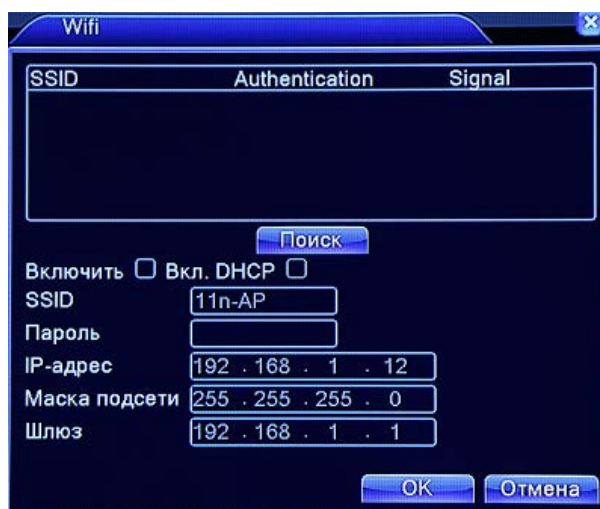 Wifi
SSID Authentication Signal
Поиск
Включить Вкл. DHCP
SSID 11n-AP
Пароль
IP-адрес 192 . 168 . 1 . 12
Маска подсети 255 . 255 . 255 . 0
Шлюз 192 . 168 . 1 . 1
OK Отмена